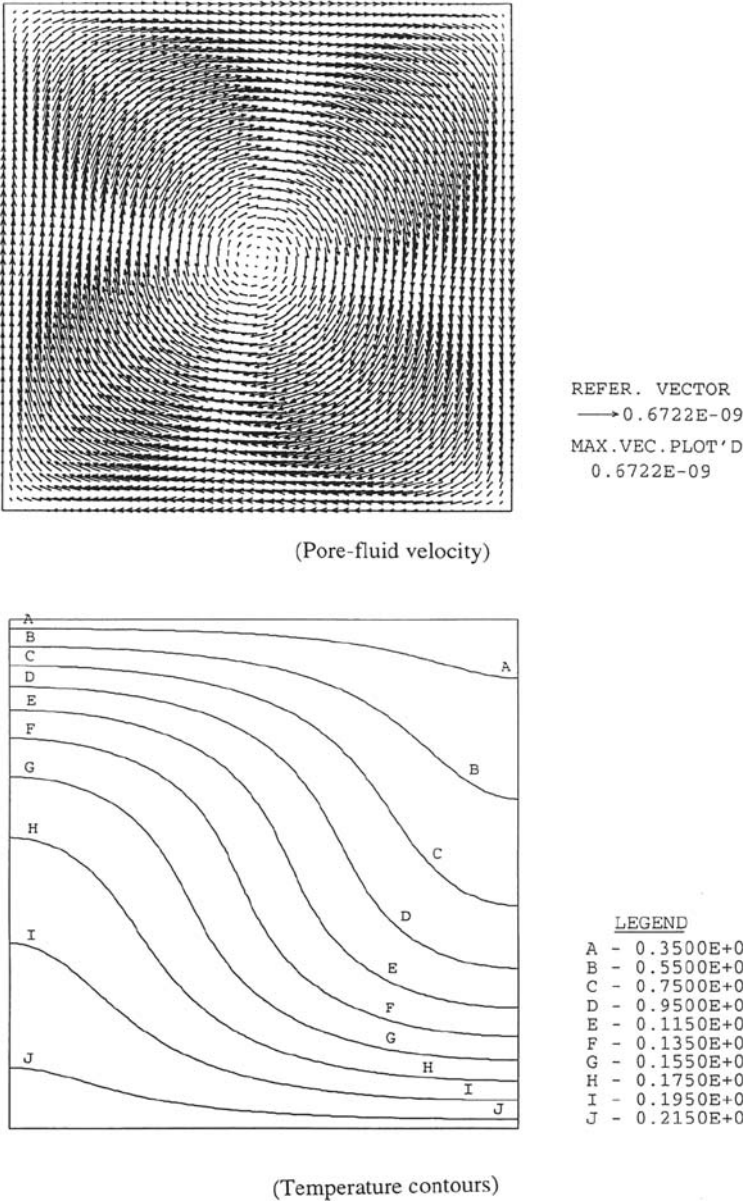 REFER. VECTOR
0.6722E-09
MAX.VEC.PLOT'D
0.6722E-09
(Pore-fluid velocity)
A
B
C
D
E
F
G
H
I
J
A
B
C
D
E
F
G
H
I
J
LEGEND
A - 0.3500E+0
B - 0.5500E+0
C - 0.7500E+0
D - 0.9500E+0
E - 0.1150E+0
F - 0.1350E+0
G - 0.1550E+0
H - 0.1750E+0
I - 0.1950E+0
J - 0.2150E+0
(Temperature contours)